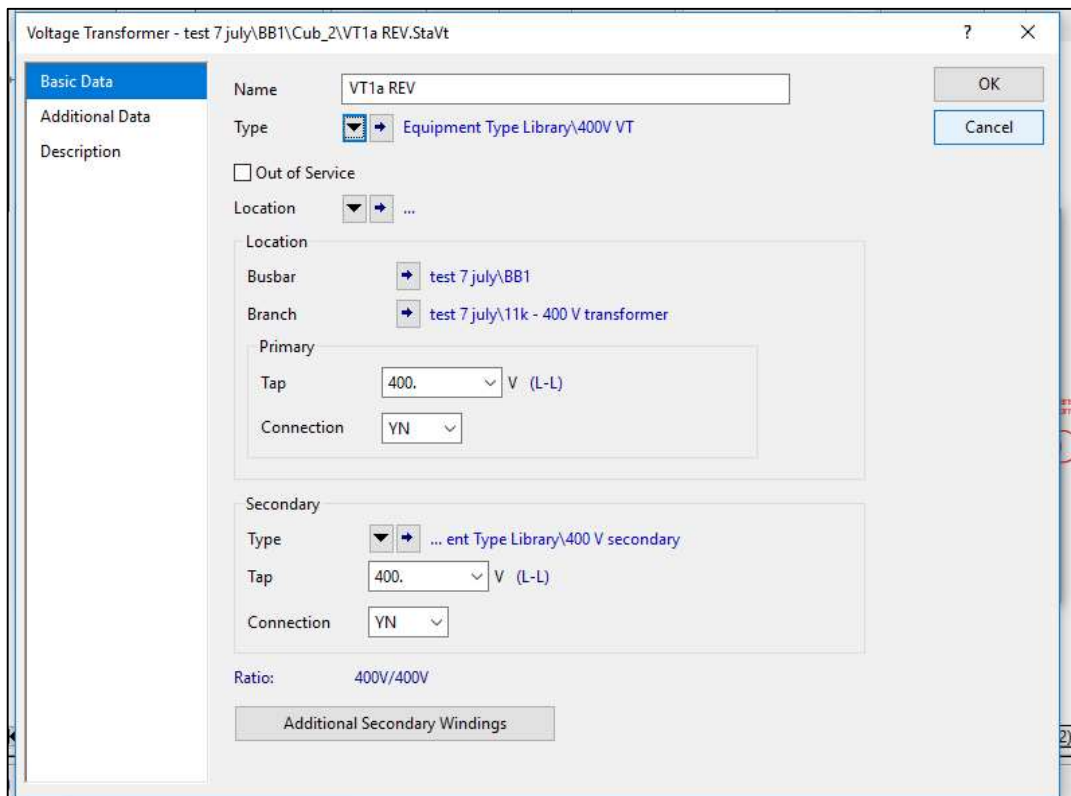 Voltage Transformer - test 7 july\BB1\Cub_2\VT1a REV.StaVt ? ×
Basic Data
Additional Data
Description
Name VT1a REV
Type Equipment Type Library\400V VT
Out of Service
Location ...
Location
Busbar test 7 july\BB1
Branch test 7 july\11k - 400 V transformer
Primary
Tap 400. V (L-L)
Connection YN
Secondary
Type ... ent Type Library\400 V secondary
Tap 400. V (L-L)
Connection YN
Ratio: 400V/400V
Additional Secondary Windings
OK
Cancel
2)